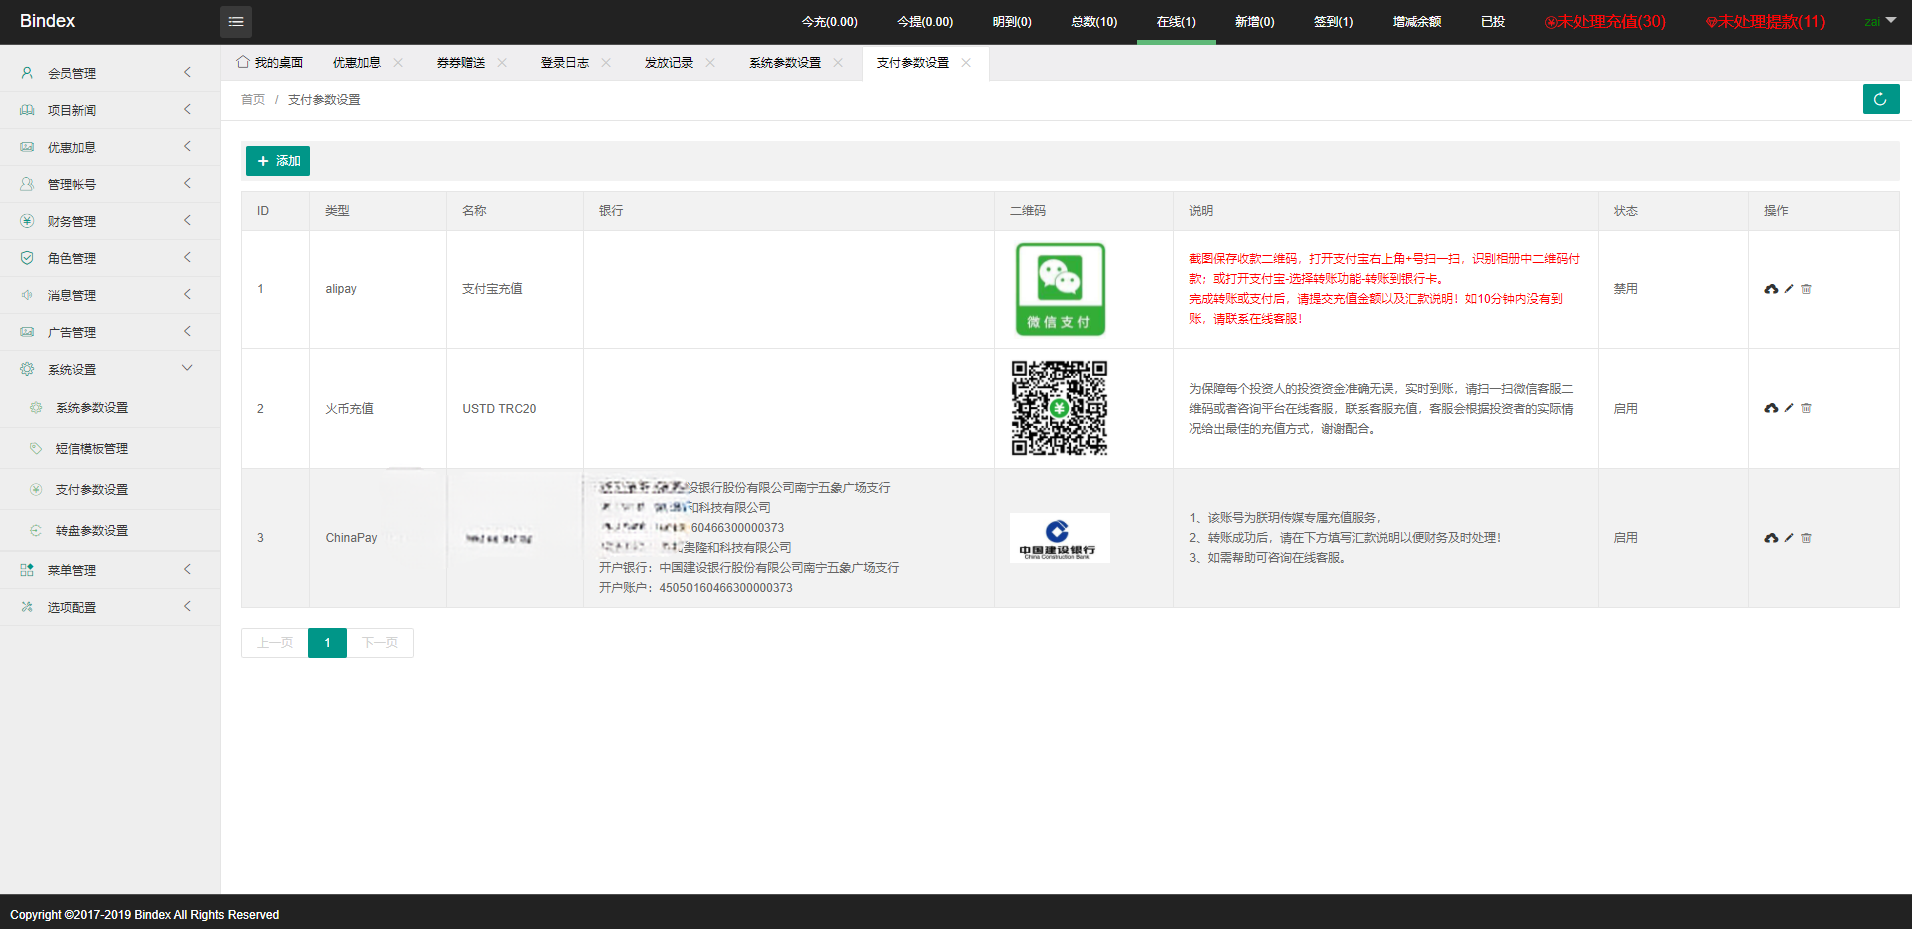 Bindex
今充(0.00)
今提(0.00)
明到(0)
总数(10)
在线(1)
新增(0)
签到(1)
增减余额
已投
未处理充值(30)
未处理提款(11)
zai
会员管理
项目新闻
优惠加息
管理帐号
财务管理
角色管理
消息管理
广告管理
系统设置
系统参数设置
短信模板管理
支付参数设置
转盘参数设置
菜单管理
选项配置
我的桌面
优惠加息
券券赠送
登录日志
发放记录
系统参数设置
支付参数设置
首页 / 支付参数设置
添加
ID 类型 名称 银行 二维码 说明 状态 操作
1 alipay 支付宝充值
微信支付
截图保存收款二维码，打开支付宝右上角+号扫一扫，识别相册中二维码付
款；或打开支付宝-选择转账功能-转账到银行卡。
完成转账或支付后，请提交充值金额以及汇款说明！如10分钟内没有到
账，请联系在线客服！
禁用
2 火币充值 USTD TRC20
为保障每个投资人的投资资金准确无误，实时到账，请扫一扫微信客服二
维码或者咨询平台在线客服，联系客服充值，客服会根据投资者的实际情
况给出最佳的充值方式，谢谢配合。
启用
3 ChinaPay
设银行股份有限公司南宁五象广场支行
和科技有限公司
60466300000373
贵隆和科技有限公司
开户银行：中国建设银行股份有限公司南宁五象广场支行
开户账户：45050160466300000373
中国建设银行
China Construction Bank
1、该账号为朕玥传媒专属充值服务，
2、转账成功后，请在下方填写汇款说明以便财务及时处理！
3、如需帮助可咨询在线客服。
启用
上一页 1 下一页
Copyright ©2017-2019 Bindex All Rights Reserved